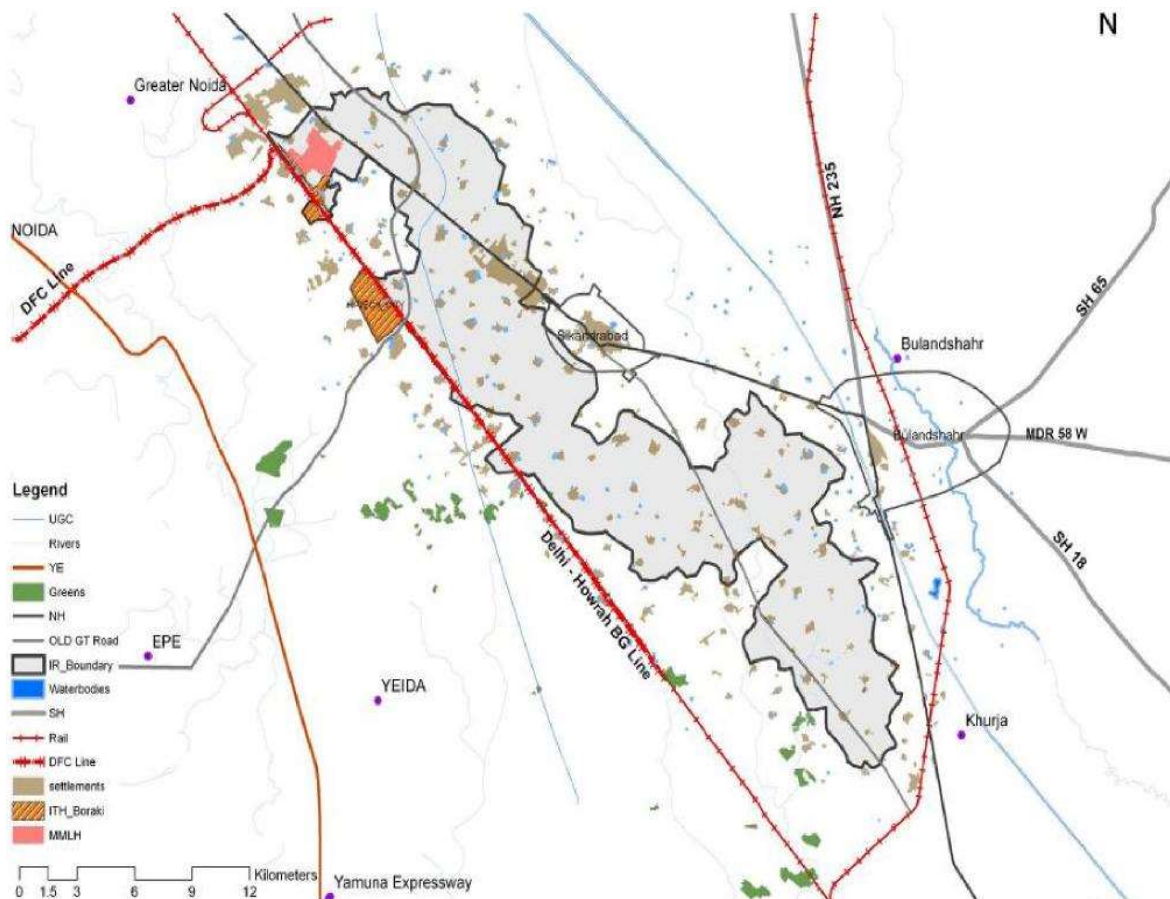 N
Greater Noida
NOIDA
DFC Line
NH 235
SH 65
Sikandrabad
Bulandshahr
Bulandshahr
MDR 58 W
SH 18
Delhi - Howrah BG Line
EPE
YEIDA
Khurja
Yamuna Expressway
Legend
UGC
Rivers
YE
Greens
NH
OLD GT Road
IR_Boundary
Waterbodies
SH
Rail
DFC Line
settlements
ITH_Boraki
MMLH
Kilometers
0 1.5 3 6 9 12